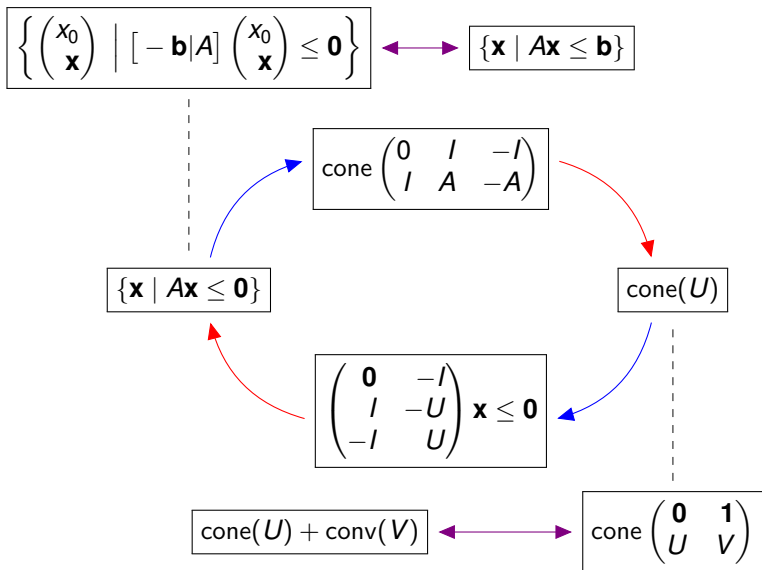 {(x₀ 𝐱) | [−𝐛|A] (x₀ 𝐱) ≤ 𝟎}
{𝐱 | A𝐱 ≤ 𝐛}
cone (0 I −I
I A −A)
{𝐱 | A𝐱 ≤ 𝟎}
cone(U)
(𝟎 −I
I −U
−I U) 𝐱 ≤ 𝟎
cone(U) + conv(V)
cone (𝟎 𝟏
U V)